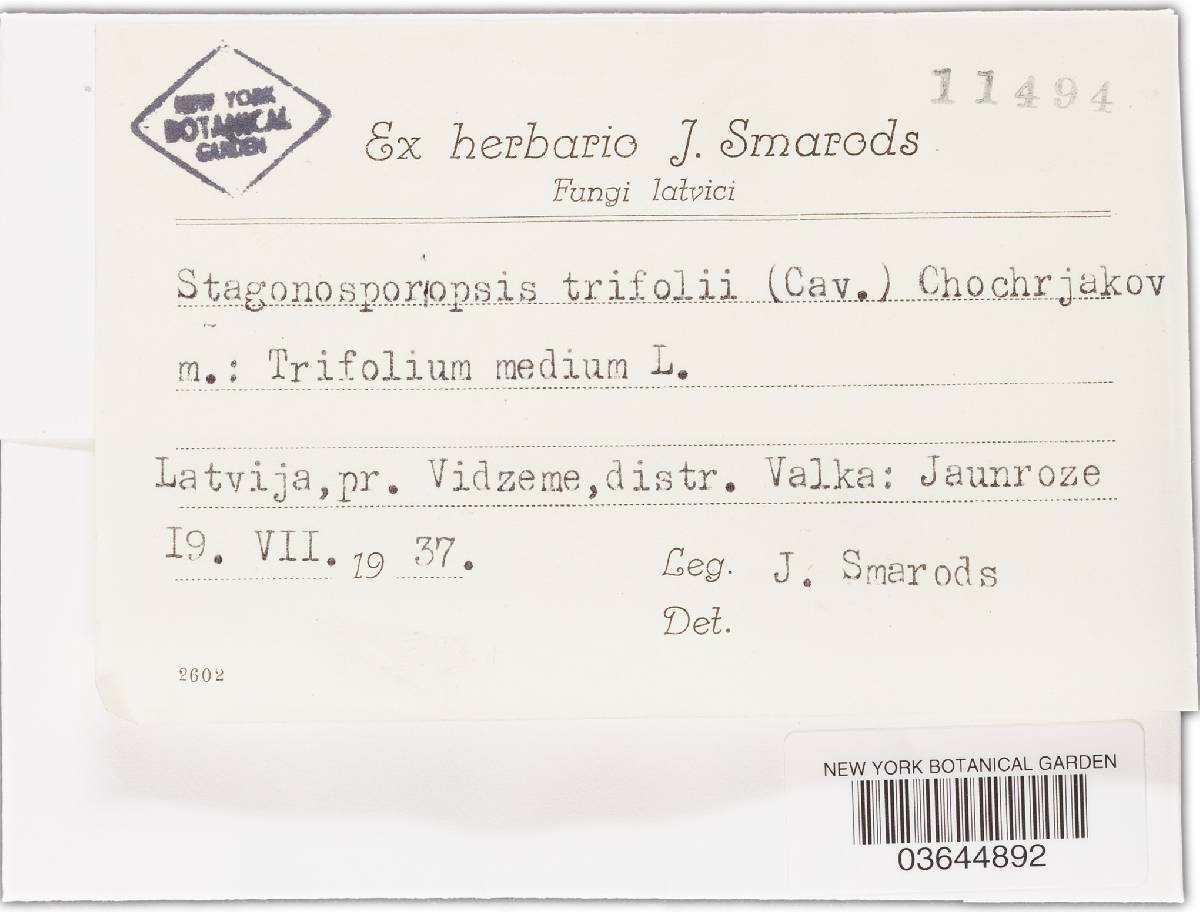 NEW YORK
BOTANICAL
GARDEN
11494
Ex herbario J. Smarods
Fungi latvici
Stagonosporopsis trifolii (Cav.) Chochrjakov
m.: Trifolium medium L.
Latvija,pr. Vidzeme,distr. Valka: Jaunroze
I9. VII. 19 37.
Leg. J. Smarods
Det.
2602
NEW YORK BOTANICAL GARDEN
03644892